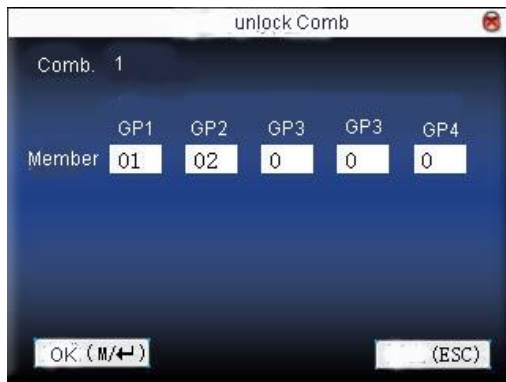 unlock Comb
Comb. 1
GP1 GP2 GP3 GP3 GP4
Member 01 02 0 0 0
OK (M/↵) (ESC)